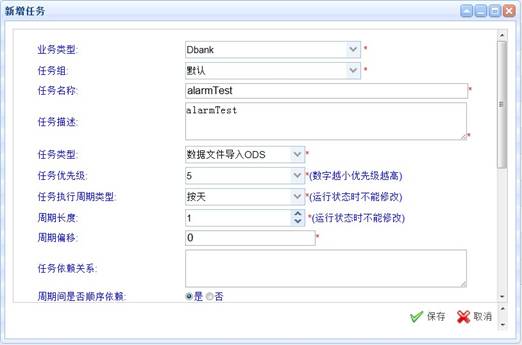 新增任务
业务类型: Dbank *
任务组: 默认 *
任务名称: alarmTest *
任务描述: alarmTest *
任务类型: 数据文件导入ODS *
任务优先级: 5 *(数字越小优先级越高)
任务执行周期类型: 按天 *(运行状态时不能修改)
周期长度: 1 *(运行状态时不能修改)
周期偏移: 0 *
任务依赖关系:
周期间是否顺序依赖: 是 否
保存 取消